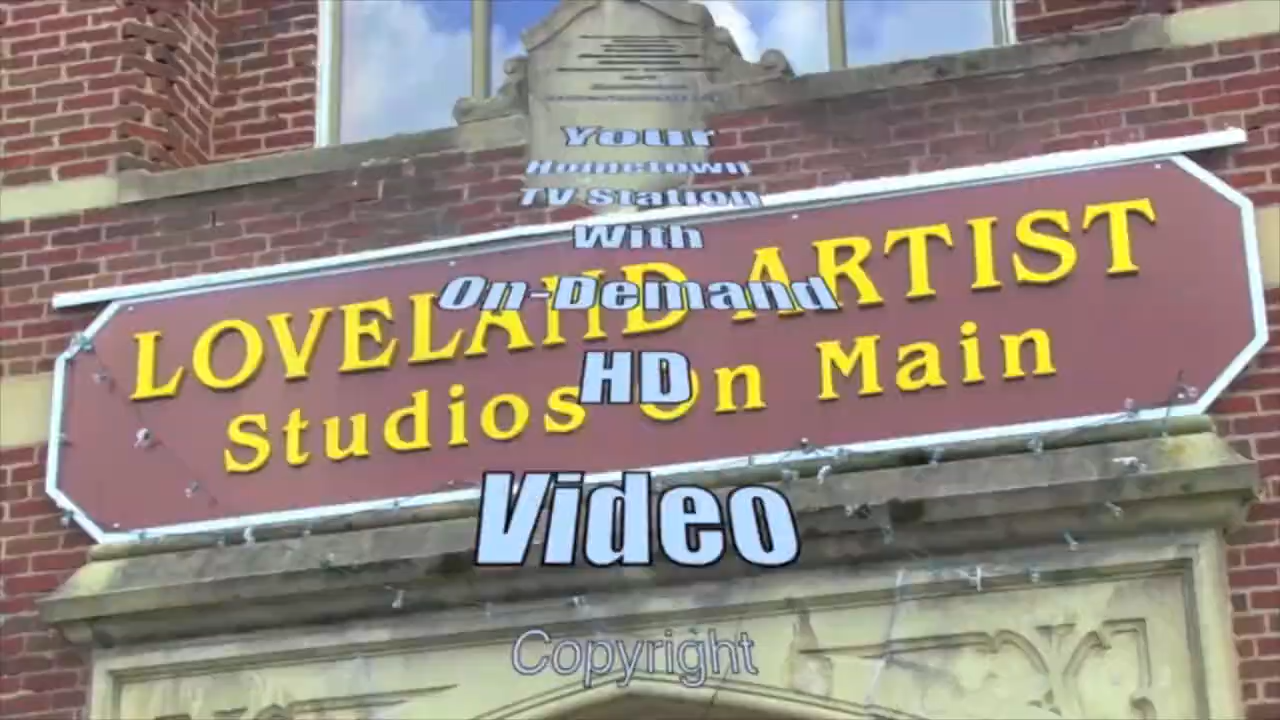 Your
Hometown
TV Station
With
On-Demand
HD
Video
Copyright
LOVELAND ARTIST
Studios On Main